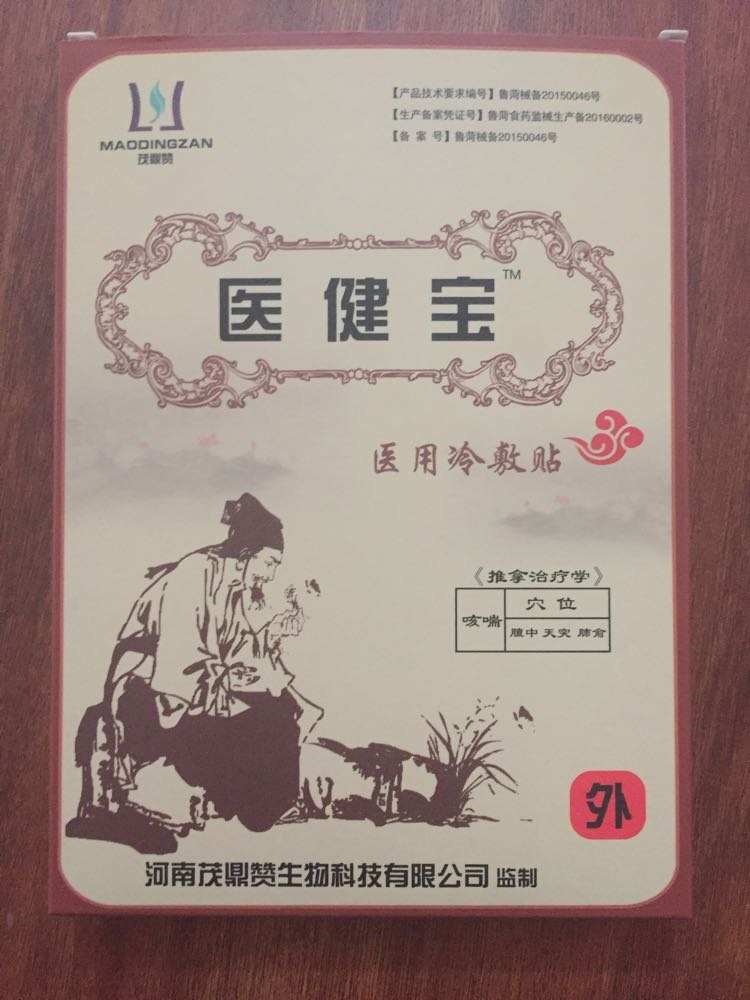 MAODINGZAN
茂鼎赞
【产品技术要求编号】鲁菏械备20150046号
【生产备案凭证号】鲁菏食药监械生产备20160002号
【备 案 号】鲁菏械备20150046号
医健宝™
医用冷敷贴
《推拿治疗学》
咳喘
穴位
膻中 天突 肺俞
外
河南茂鼎赞生物科技有限公司 监制